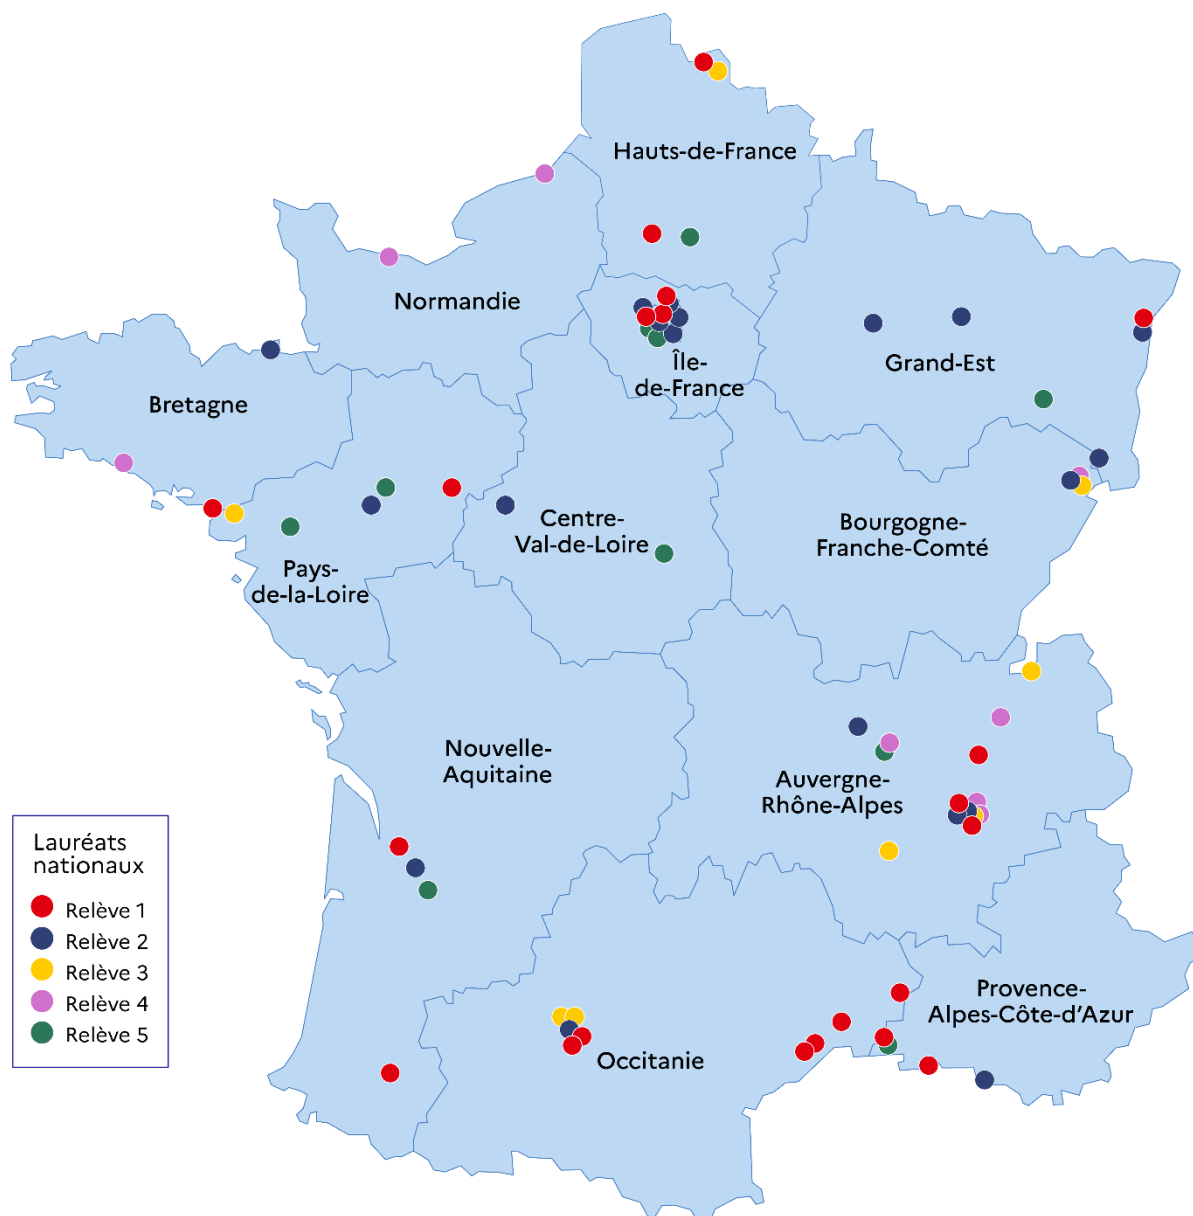 Hauts-de-France
Normandie
Île-
de-France
Grand-Est
Bretagne
Centre-
Val-de-Loire
Bourgogne-
Franche-Comté
Pays-
de-la-Loire
Nouvelle-
Aquitaine
Auvergne-
Rhône-Alpes
Provence-
Alpes-Côte-d’Azur
Occitanie
Lauréats
nationaux
Relève 1
Relève 2
Relève 3
Relève 4
Relève 5